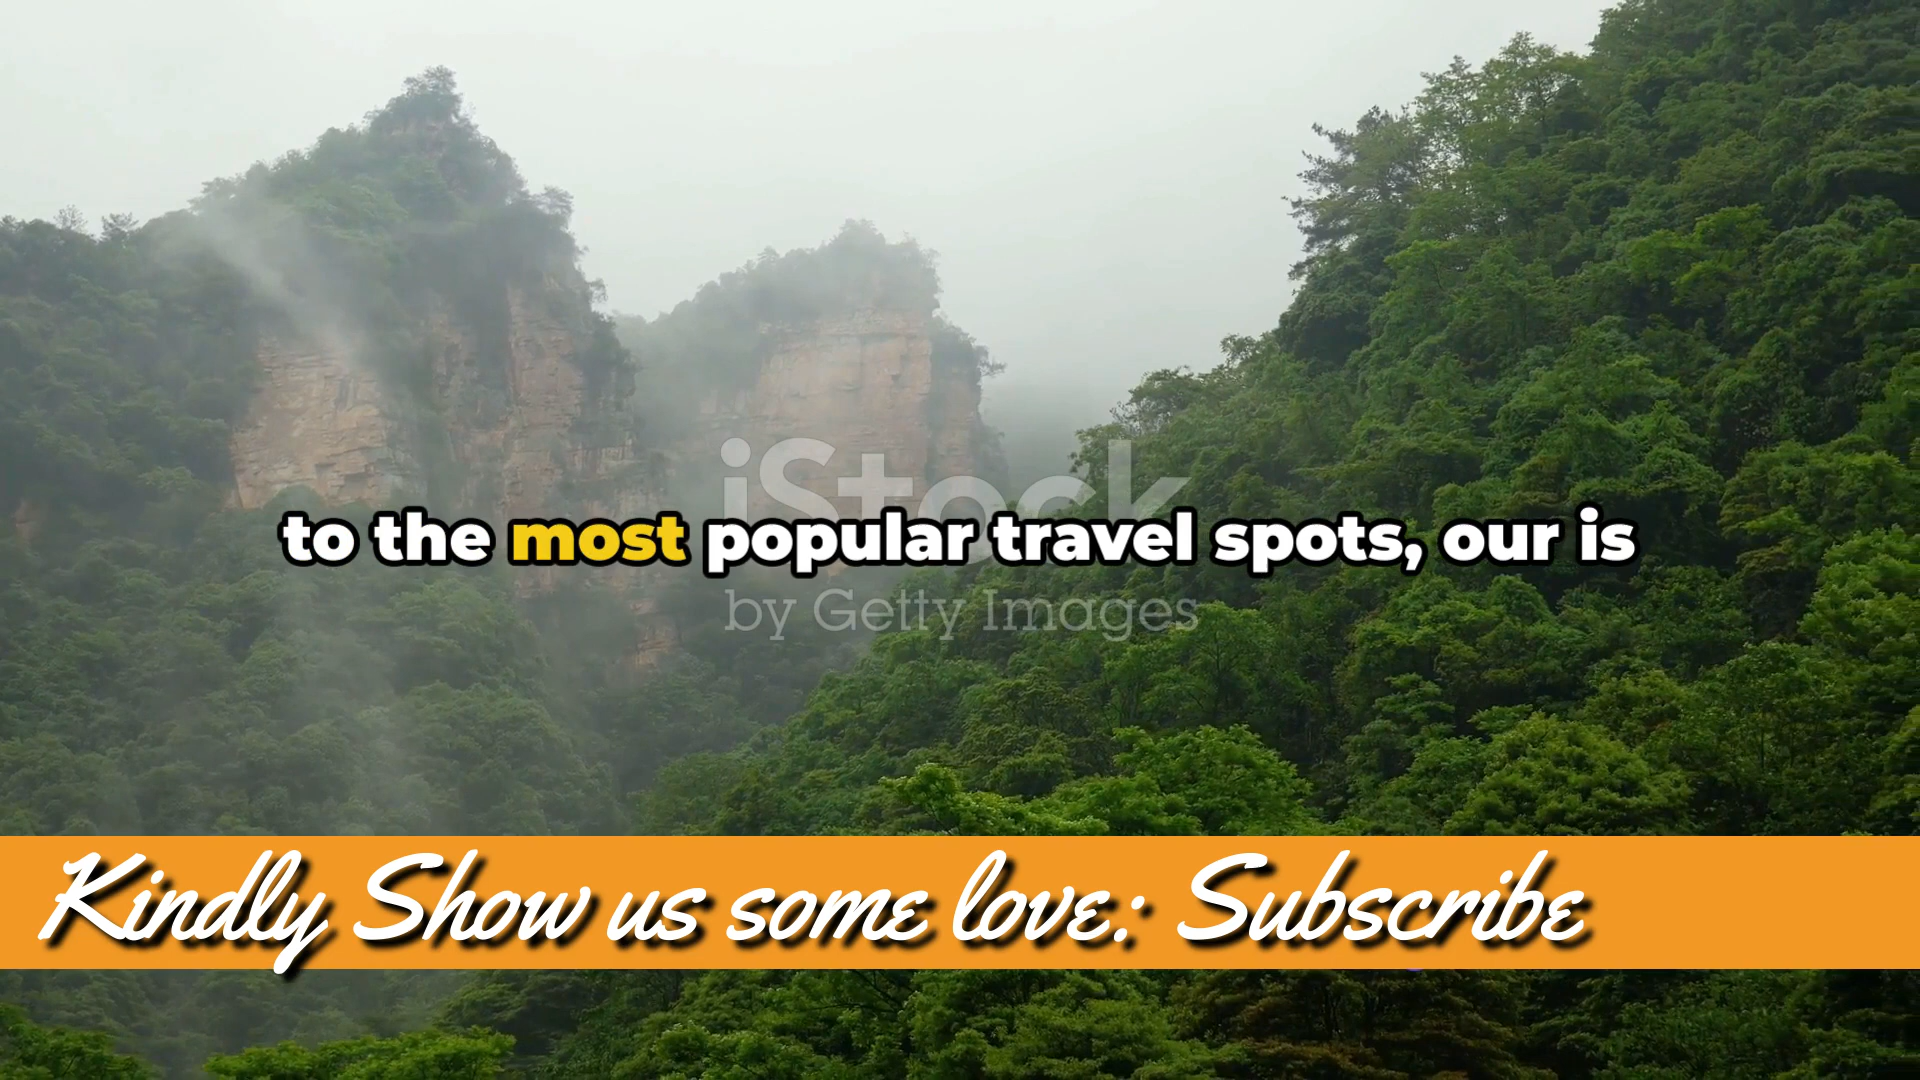 iStock
to the most popular travel spots, our is
by Getty Images
Kindly Show us some love: Subscribe